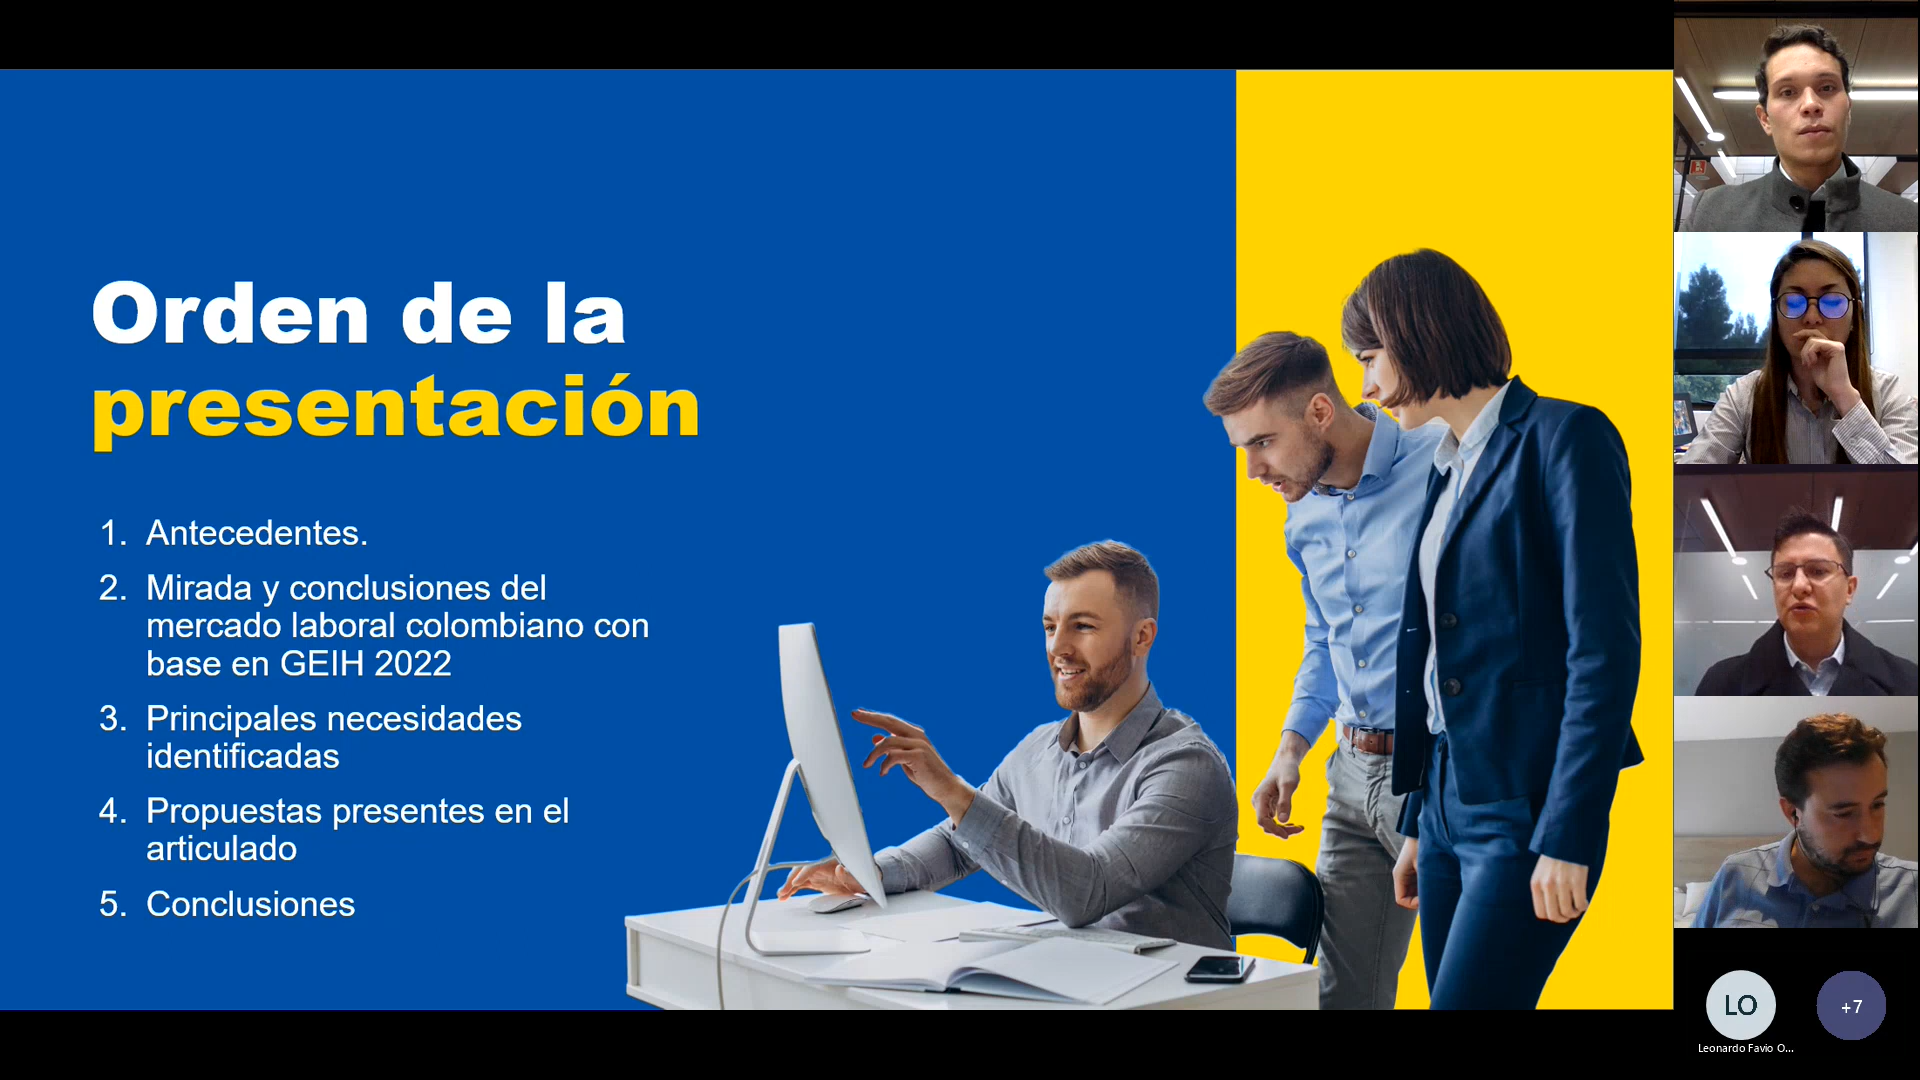 Orden de la
presentación
1. Antecedentes.
2. Mirada y conclusiones del
mercado laboral colombiano con
base en GEIH 2022
3. Principales necesidades
identificadas
4. Propuestas presentes en el
articulado
5. Conclusiones
LO
+7
Leonardo Favio O...